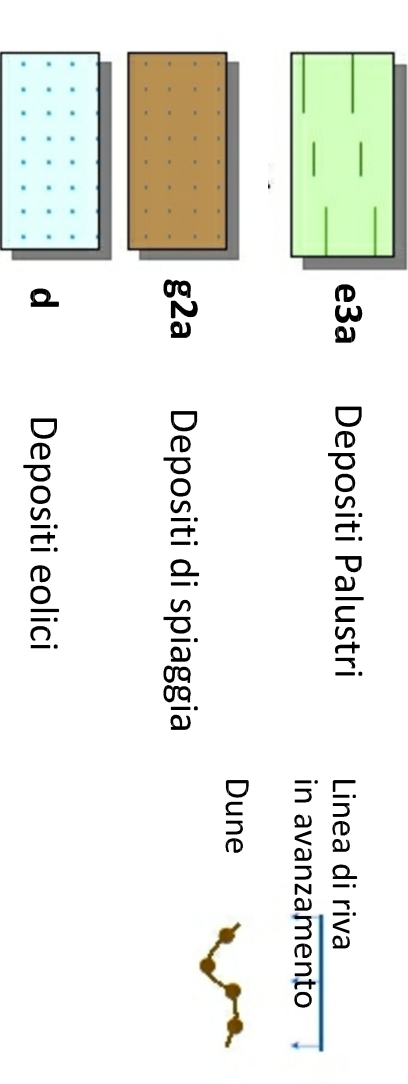 e3a Depositi Palustri
g2a Depositi di spiaggia
d Depositi eolici
Linea di riva
in avanzamento
Dune